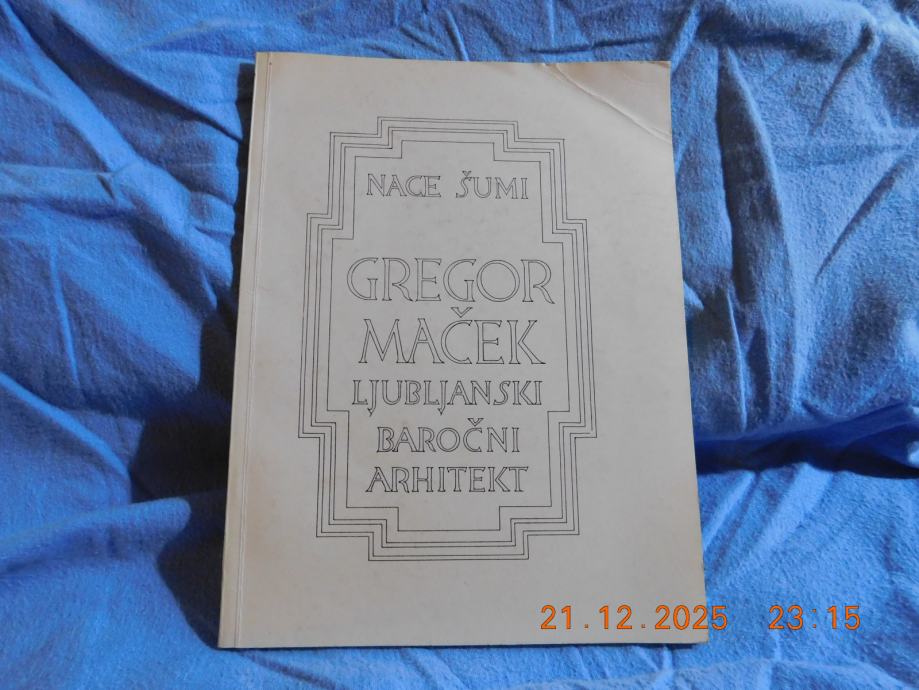 NACE ŠUMI
GREGOR
MAČEK
LJUBLJANSKI
BAROČNI
ARHITEKT
21.12.2025 23:15